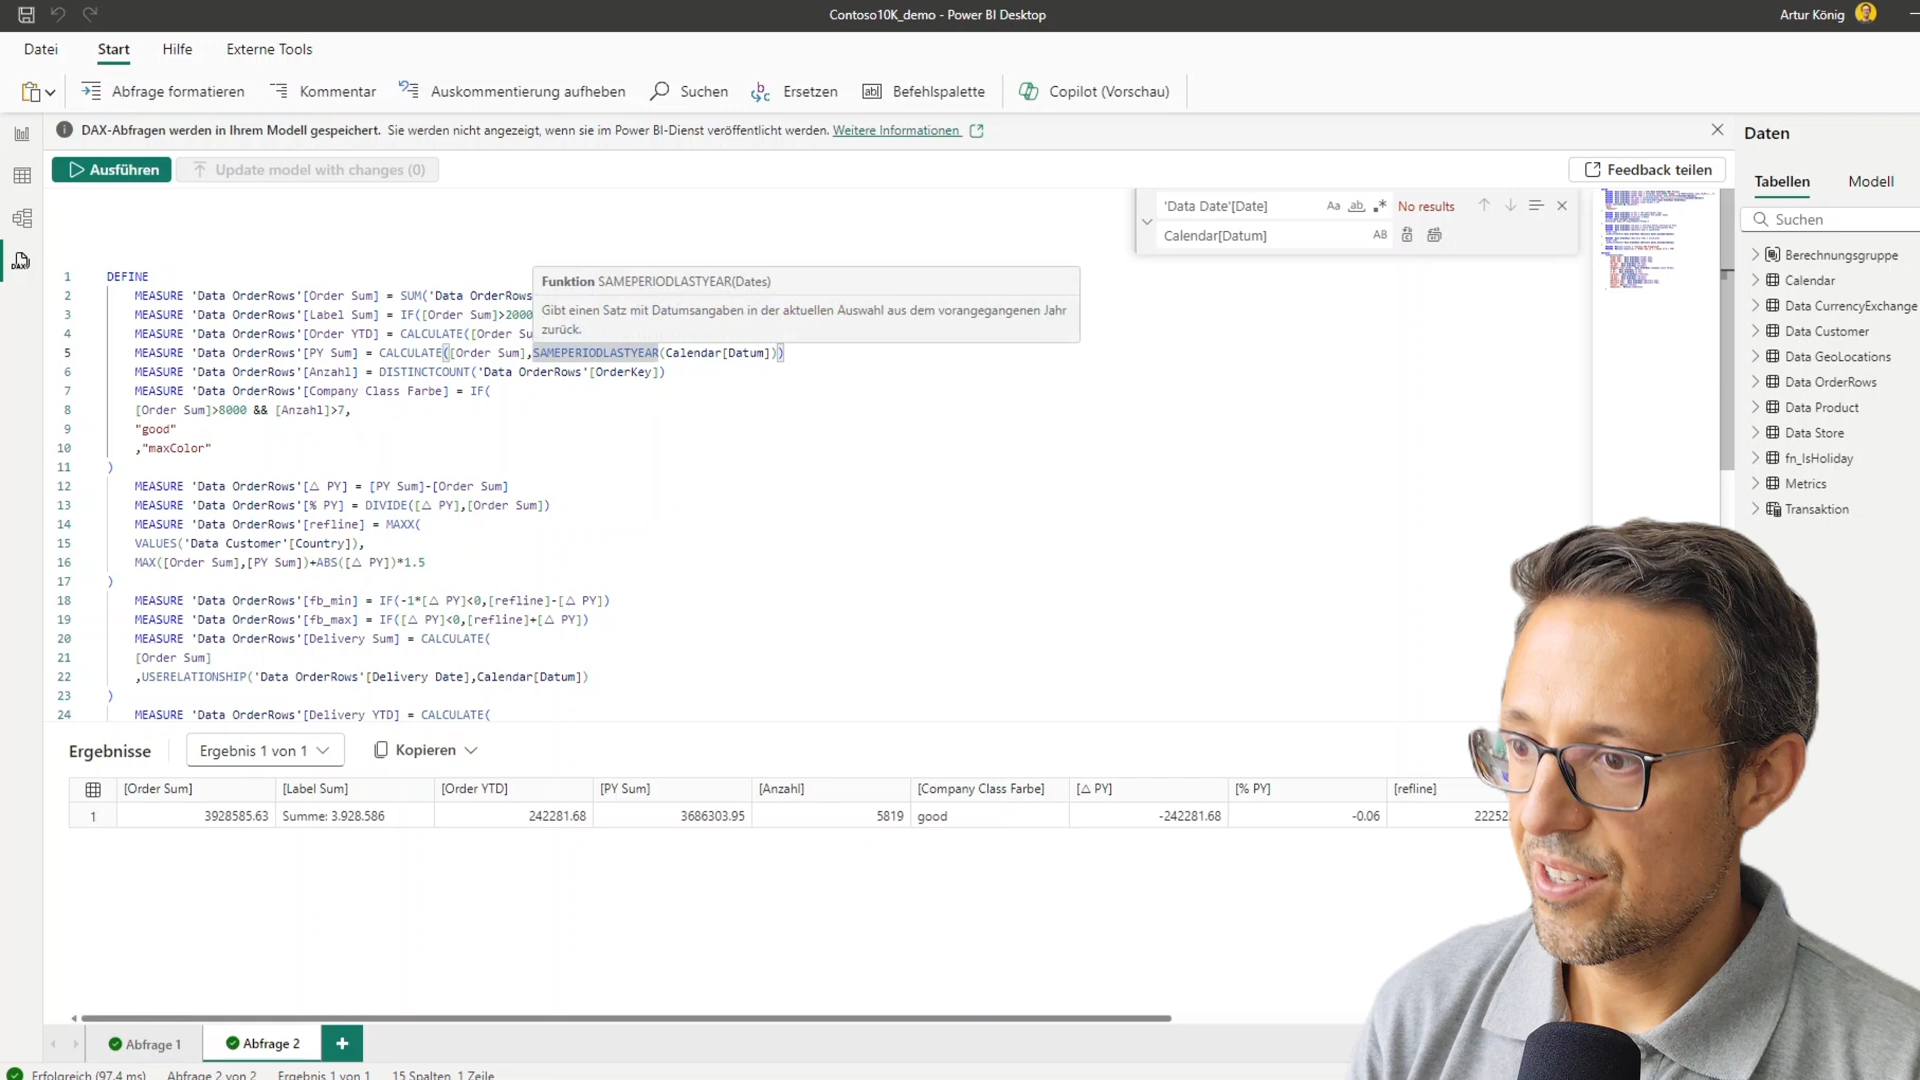 Contoso10K_demo - Power BI Desktop
Artur König
Datei Start Hilfe Externe Tools
Abfrage formatieren Kommentar Auskommentierung aufheben Suchen Ersetzen Befehlspalette Copilot (Vorschau)
DAX-Abfragen werden in Ihrem Modell gespeichert. Sie werden nicht angezeigt, wenn sie im Power BI-Dienst veröffentlicht werden. Weitere Informationen
Ausführen Update model with changes (0) Feedback teilen
'Data Date'[Date] Aa ab .* No results
Calendar[Datum] AB
Funktion SAMEPERIODLASTYEAR(Dates)
Gibt einen Satz mit Datumsangaben in der aktuellen Auswahl aus dem vorangegangenen Jahr
zurück.
1 DEFINE
2 MEASURE 'Data OrderRows'[Order Sum] = SUM('Data OrderRows
3 MEASURE 'Data OrderRows'[Label Sum] = IF([Order Sum]>2000
4 MEASURE 'Data OrderRows'[Order YTD] = CALCULATE([Order Su
5 MEASURE 'Data OrderRows'[PY Sum] = CALCULATE([Order Sum],SAMEPERIODLASTYEAR(Calendar[Datum]))
6 MEASURE 'Data OrderRows'[Anzahl] = DISTINCTCOUNT('Data OrderRows'[OrderKey])
7 MEASURE 'Data OrderRows'[Company Class Farbe] = IF(
8 [Order Sum]>8000 && [Anzahl]>7,
9 "good"
10 ,"maxColor"
11 )
12 MEASURE 'Data OrderRows'[△ PY] = [PY Sum]-[Order Sum]
13 MEASURE 'Data OrderRows'[% PY] = DIVIDE([△ PY],[Order Sum])
14 MEASURE 'Data OrderRows'[refline] = MAXX(
15 VALUES('Data Customer'[Country]),
16 MAX([Order Sum],[PY Sum])+ABS([△ PY])*1.5
17 )
18 MEASURE 'Data OrderRows'[fb_min] = IF(-1*[△ PY]<0,[refline]-[△ PY])
19 MEASURE 'Data OrderRows'[fb_max] = IF([△ PY]<0,[refline]+[△ PY])
20 MEASURE 'Data OrderRows'[Delivery Sum] = CALCULATE(
21 [Order Sum]
22 ,USERELATIONSHIP('Data OrderRows'[Delivery Date],Calendar[Datum])
23 )
24 MEASURE 'Data OrderRows'[Delivery YTD] = CALCULATE(
Daten
Tabellen Modell
Suchen
Berechnungsgruppe
Calendar
Data CurrencyExchange
Data Customer
Data GeoLocations
Data OrderRows
Data Product
Data Store
fn_IsHoliday
Metrics
Transaktion
Ergebnisse Ergebnis 1 von 1 Kopieren
[Order Sum] [Label Sum] [Order YTD] [PY Sum] [Anzahl] [Company Class Farbe] [△ PY] [% PY] [refline]
1 3928585.63 Summe: 3.928.586 242281.68 3686303.95 5819 good -242281.68 -0.06
Abfrage 1 Abfrage 2
Erfolgreich (97.4 ms) Abfrage 2 von 2 Ergebnis 1 von 1 15 Spalten, 1 Zeile